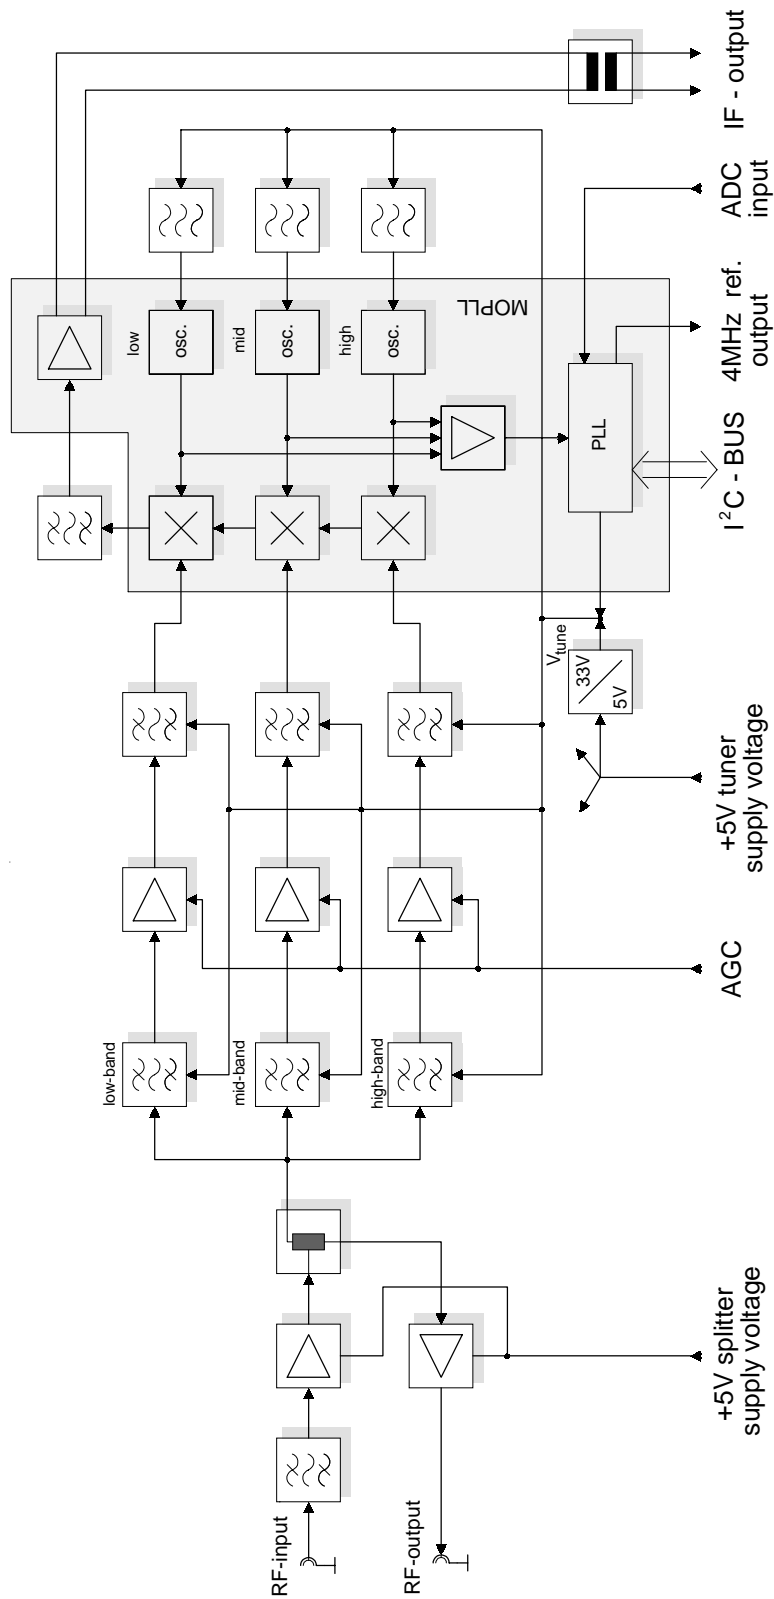 RF-input
RF-output
+5V splitter
supply voltage
low-band
mid-band
high-band
AGC
+5V tuner
supply voltage
Vtune
33V
5V
MOPLL
low
osc.
mid
osc.
high
osc.
PLL
I²C - BUS
4MHz ref.
output
ADC
input
IF - output